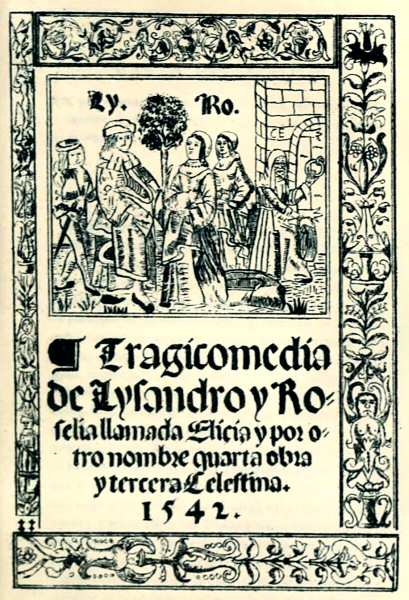 Ly. Ro.
¶ Tragicomedia
de Lysandro y Ro-
selia llamada Elicia y por o-
tro nombre quarta obra
y tercera Celestina.
1542.